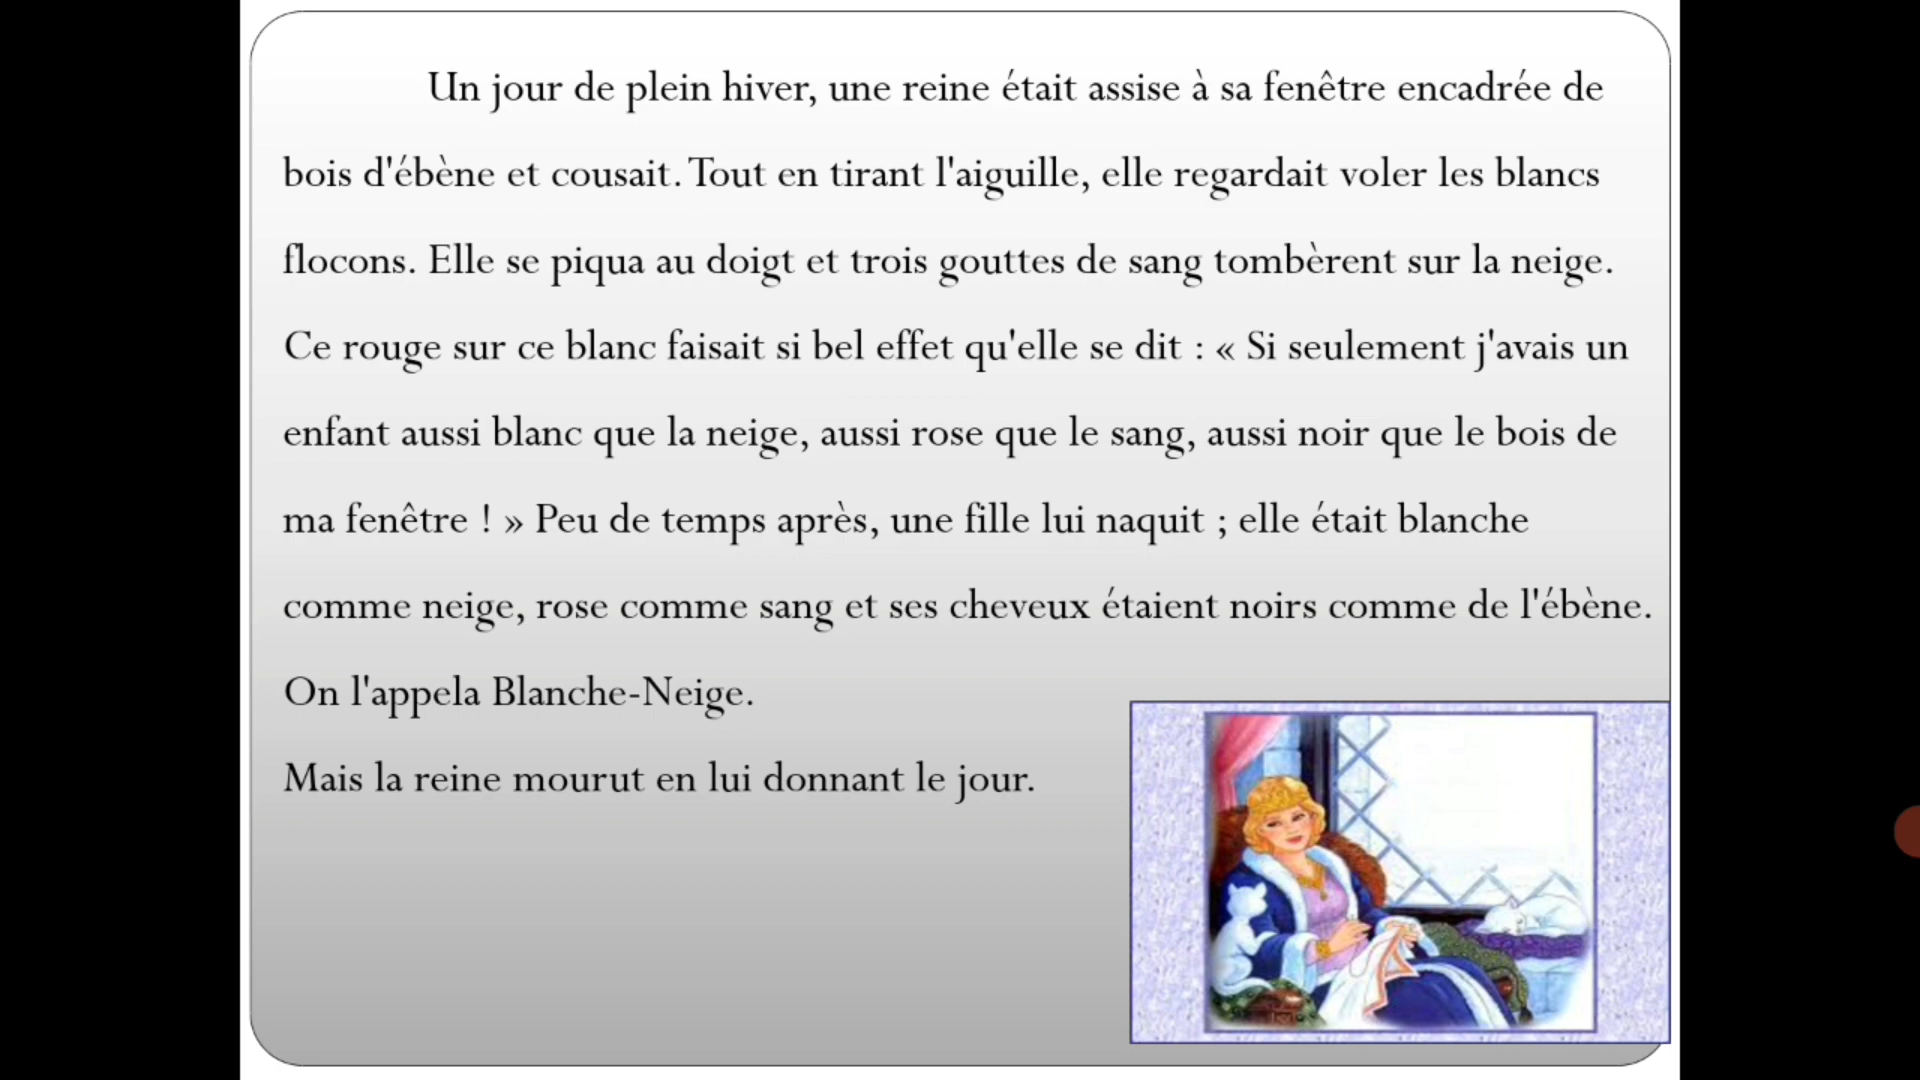 Un jour de plein hiver, une reine était assise à sa fenêtre encadrée de
bois d'ébène et cousait. Tout en tirant l'aiguille, elle regardait voler les blancs
flocons. Elle se piqua au doigt et trois gouttes de sang tombèrent sur la neige.
Ce rouge sur ce blanc faisait si bel effet qu'elle se dit : « Si seulement j'avais un
enfant aussi blanc que la neige, aussi rose que le sang, aussi noir que le bois de
ma fenêtre ! » Peu de temps après, une fille lui naquit ; elle était blanche
comme neige, rose comme sang et ses cheveux étaient noirs comme de l'ébène.
On l'appela Blanche-Neige.
Mais la reine mourut en lui donnant le jour.